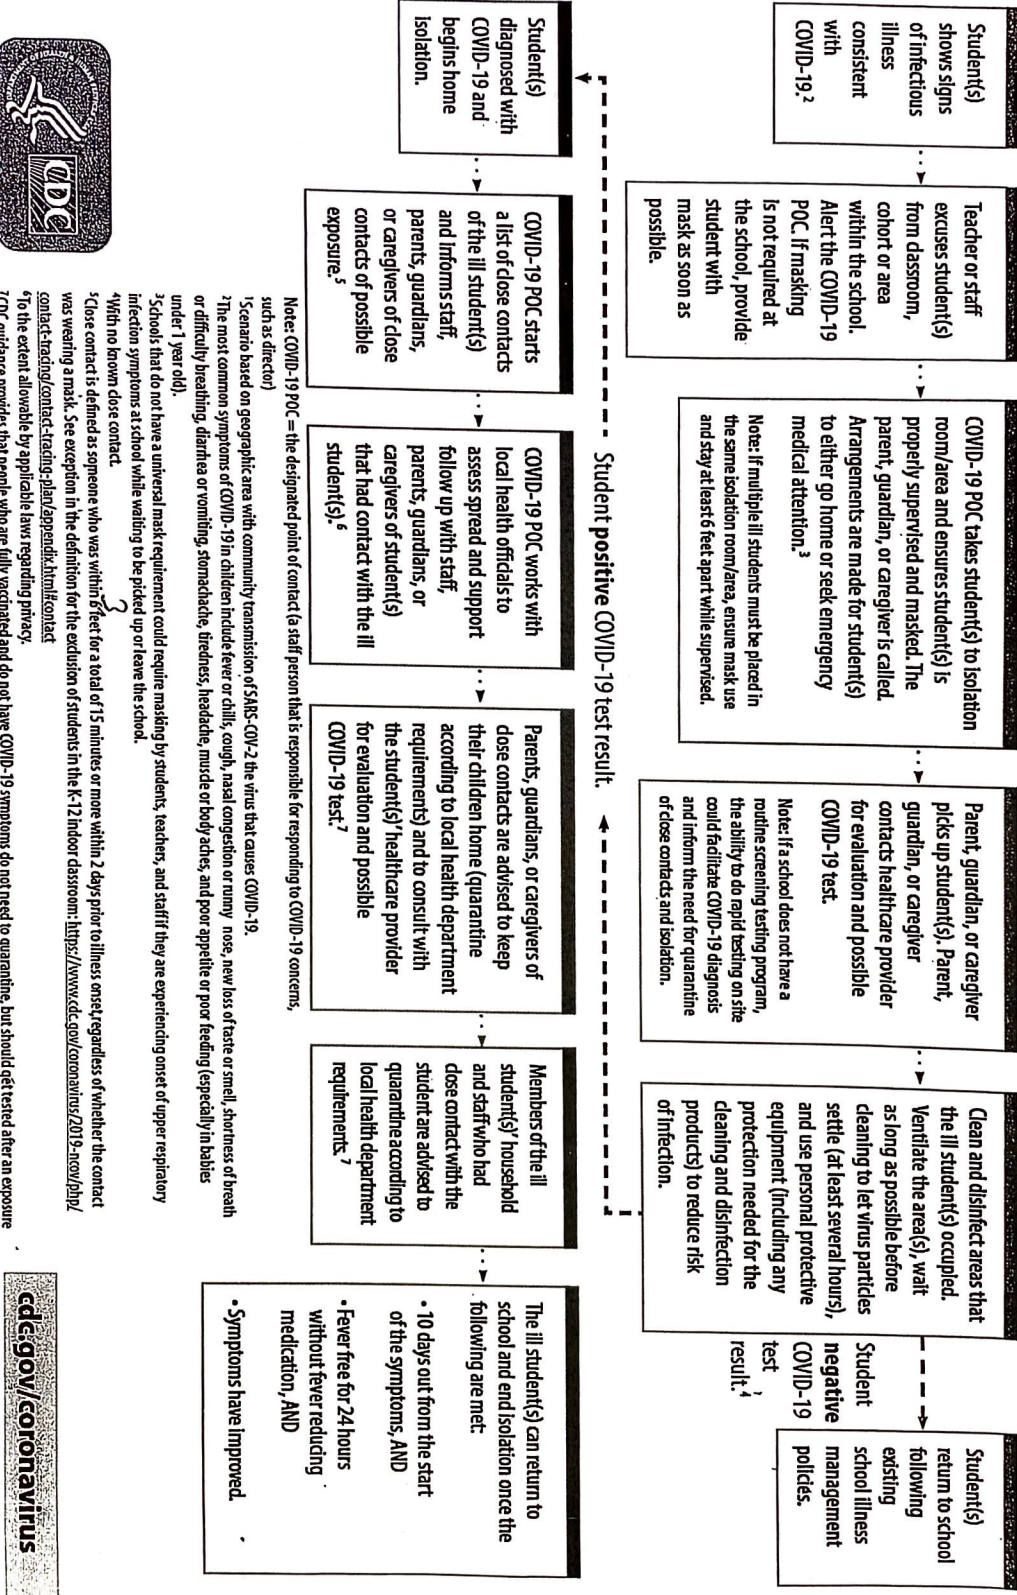 Student(s)
shows signs
of infectious
illness
consistent
with
COVID-19.²
Teacher or staff
excuses student(s)
from classroom,
cohort or area
within the school.
Alert the COVID-19
POC. If masking
is not required at
the school, provide
student with
mask as soon as
possible.
COVID-19 POC takes student(s) to isolation
room/area and ensures student(s) is
properly supervised and masked. The
parent, guardian, or caregiver is called.
Arrangements are made for student(s)
to either go home or seek emergency
medical attention.³
Note: If multiple ill students must be placed in
the same isolation room/area, ensure mask use
and stay at least 6 feet apart while supervised.
Parent, guardian, or caregiver
picks up student(s). Parent,
guardian, or caregiver
contacts healthcare provider
for evaluation and possible
COVID-19 test.
Note: If a school does not have a
routine screening testing program,
the ability to do rapid testing on site
could facilitate COVID-19 diagnosis
and inform the need for quarantine
of close contacts and isolation.
Clean and disinfect areas that
the ill student(s) occupied.
Ventilate the area(s), wait
as long as possible before
cleaning to let virus particles
settle (at least several hours),
and use personal protective
equipment (including any
protection needed for the
cleaning and disinfection
products) to reduce risk
of infection.
Student
negative
COVID-19
test
result.⁴
Student(s)
return to school
following
existing
school illness
management
policies.
Student positive COVID-19 test result.
Student(s)
diagnosed with
COVID-19 and
begins home
isolation.
COVID-19 POC starts
a list of close contacts
of the ill student(s)
and informs staff,
parents, guardians,
or caregivers of close
contacts of possible
exposure.⁵
COVID-19 POC works with
local health officials to
assess spread and support
follow up with staff,
parents, guardians, or
caregivers of student(s)
that had contact with the ill
student(s).⁶
Parents, guardians, or caregivers of
close contacts are advised to keep
their children home (quarantine
according to local health department
requirements) and to consult with
the student(s)' healthcare provider
for evaluation and possible
COVID-19 test.⁷
Members of the ill
student(s)' household
and staff who had
close contact with the
student are advised to
quarantine according to
local health department
requirements.⁷
The ill student(s) can return to
school and end isolation once the
following are met:
• 10 days out from the start
of the symptoms, AND
• Fever free for 24 hours
without fever reducing
medication, AND
• Symptoms have improved.
Note: COVID-19 POC = the designated point of contact (a staff person that is responsible for responding to COVID-19 concerns,
such as director)
¹Scenario based on geographic area with community transmission of SARS-COV-2 the virus that causes COVID-19.
²The most common symptoms of COVID-19 in children include fever or chills, cough, nasal congestion or runny nose, new loss of taste or smell, shortness of breath
or difficulty breathing, diarrhea or vomiting, stomachache, tiredness, headache, muscle or body aches, and poor appetite or poor feeding (especially in babies
under 1 year old).
³Schools that do not have a universal mask requirement could require masking by students, teachers, and staff if they are experiencing onset of upper respiratory
infection symptoms at school while waiting to be picked up or leave the school.
⁴With no known close contact.
⁵Close contact is defined as someone who was within 6 feet for a total of 15 minutes or more within 2 days prior to illness onset, regardless of whether the contact
was wearing a mask. See exception in the definition for the exclusion of students in the K-12 indoor classroom: https://www.cdc.gov/coronavirus/2019-ncov/php/
contact-tracing/contact-tracing-plan/appendix.html#contact
⁶To the extent allowable by applicable laws regarding privacy.
⁷CDC guidance provides that people who are fully vaccinated and do not have COVID-19 symptoms do not need to quarantine, but should get tested after an exposure
CDC
cdc.gov/coronavirus